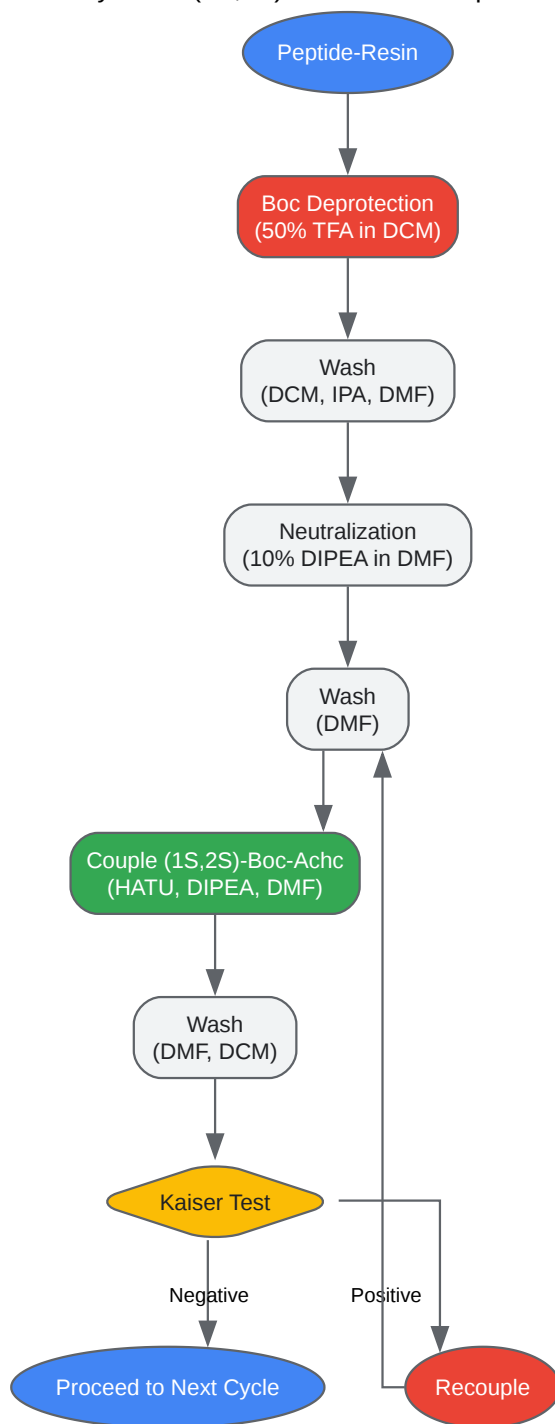 Peptide-Resin
Boc Deprotection
(50% TFA in DCM)
Wash
(DCM, IPA, DMF)
Neutralization
(10% DIPEA in DMF)
Wash
(DMF)
Couple (1S,2S)-Boc-Achc
(HATU, DIPEA, DMF)
Wash
(DMF, DCM)
Kaiser Test
Negative
Positive
Proceed to Next Cycle
Recouple